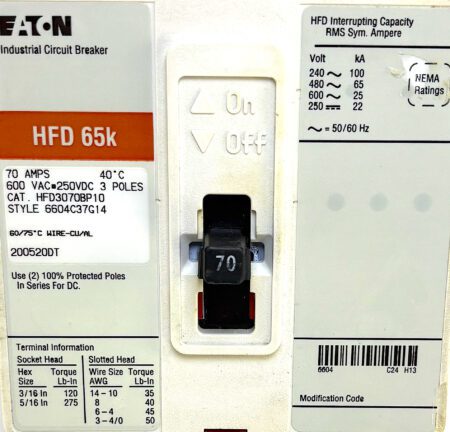 EATON
Industrial Circuit Breaker
HFD 65k
70 AMPS 40°C
600 VAC■250VDC 3 POLES
CAT. HFD3070BP10
STYLE 6604C37G14
60/75°C WIRE-CU/AL
200520DT
Use (2) 100% Protected Poles
In Series For DC.
Terminal Information
Socket Head Slotted Head
Hex Torque Wire Size Torque
Size Lb-In AWG Lb-In
3/16 In 120 14-10 35
5/16 In 275 8 40
6-4 45
3-4/0 50
△ On
▽ Off
70
HFD Interrupting Capacity
RMS Sym. Ampere
Volt kA
240 ~ 100
480 ~ 65
600 ~ 25
250 ⎓ 22
~ = 50/60 Hz
NEMA
Ratings
6604 C24 H13
Modification Code